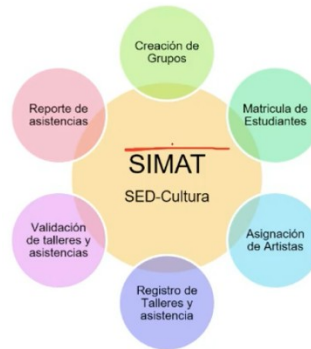 Creación de
Grupos
Matricula de
Estudiantes
Asignación
de Artistas
Registro de
Talleres y
asistencia
Validación
de talleres y
asistencias
Reporte de
asistencias
SIMAT
SED-Cultura